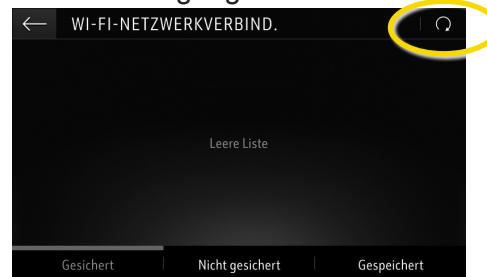 WI-FI-NETZWERKVERBIND.
Leere Liste
Gesichert
Nicht gesichert
Gespeichert